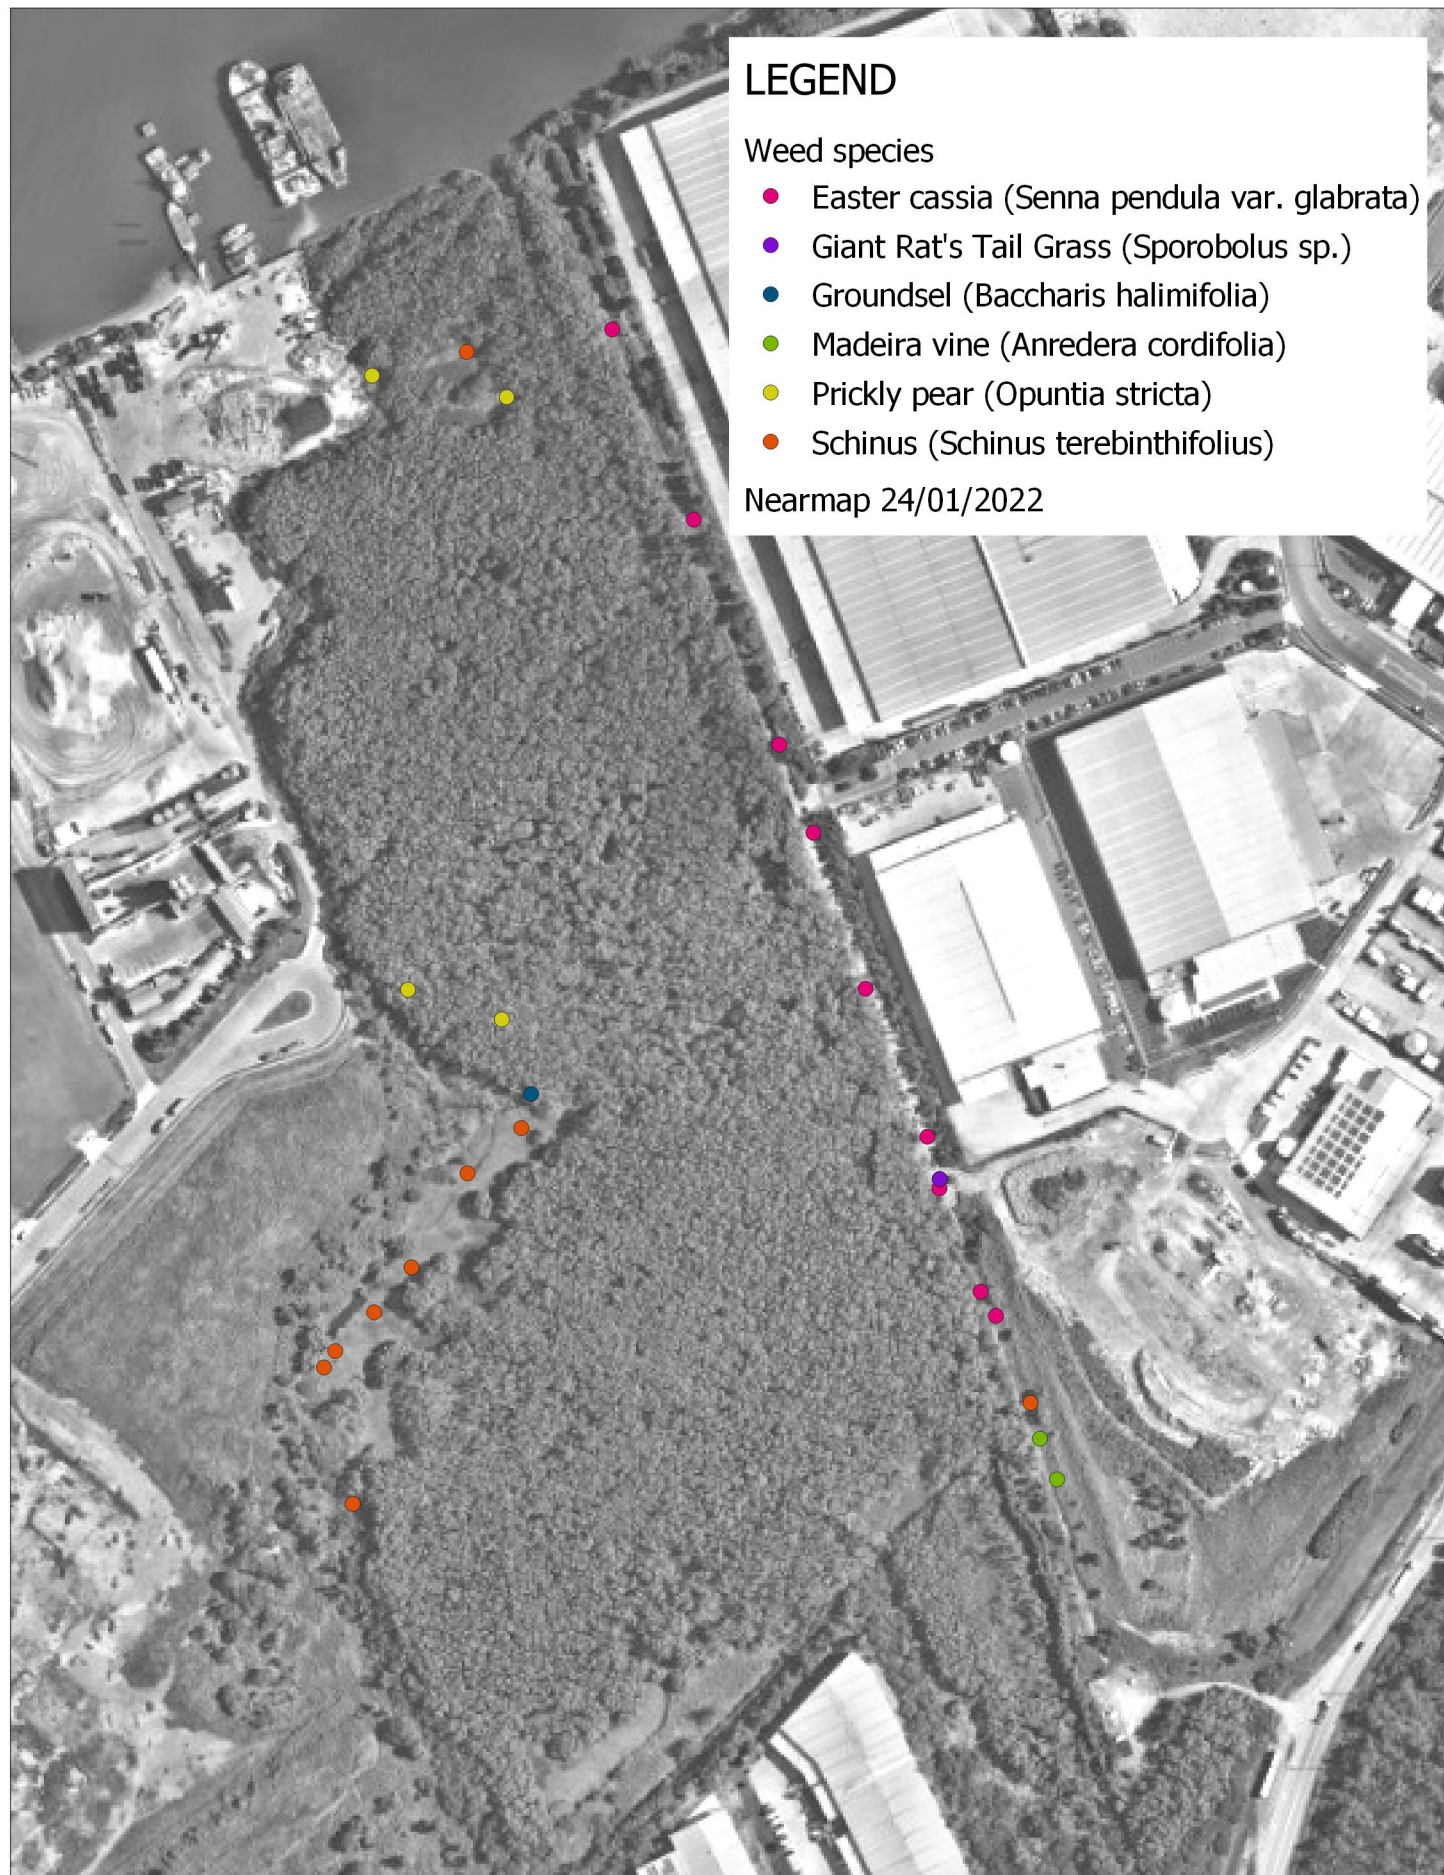 LEGEND
Weed species
Easter cassia (Senna pendula var. glabrata)
Giant Rat's Tail Grass (Sporobolus sp.)
Groundsel (Baccharis halimifolia)
Madeira vine (Anredera cordifolia)
Prickly pear (Opuntia stricta)
Schinus (Schinus terebinthifolius)
Nearmap 24/01/2022